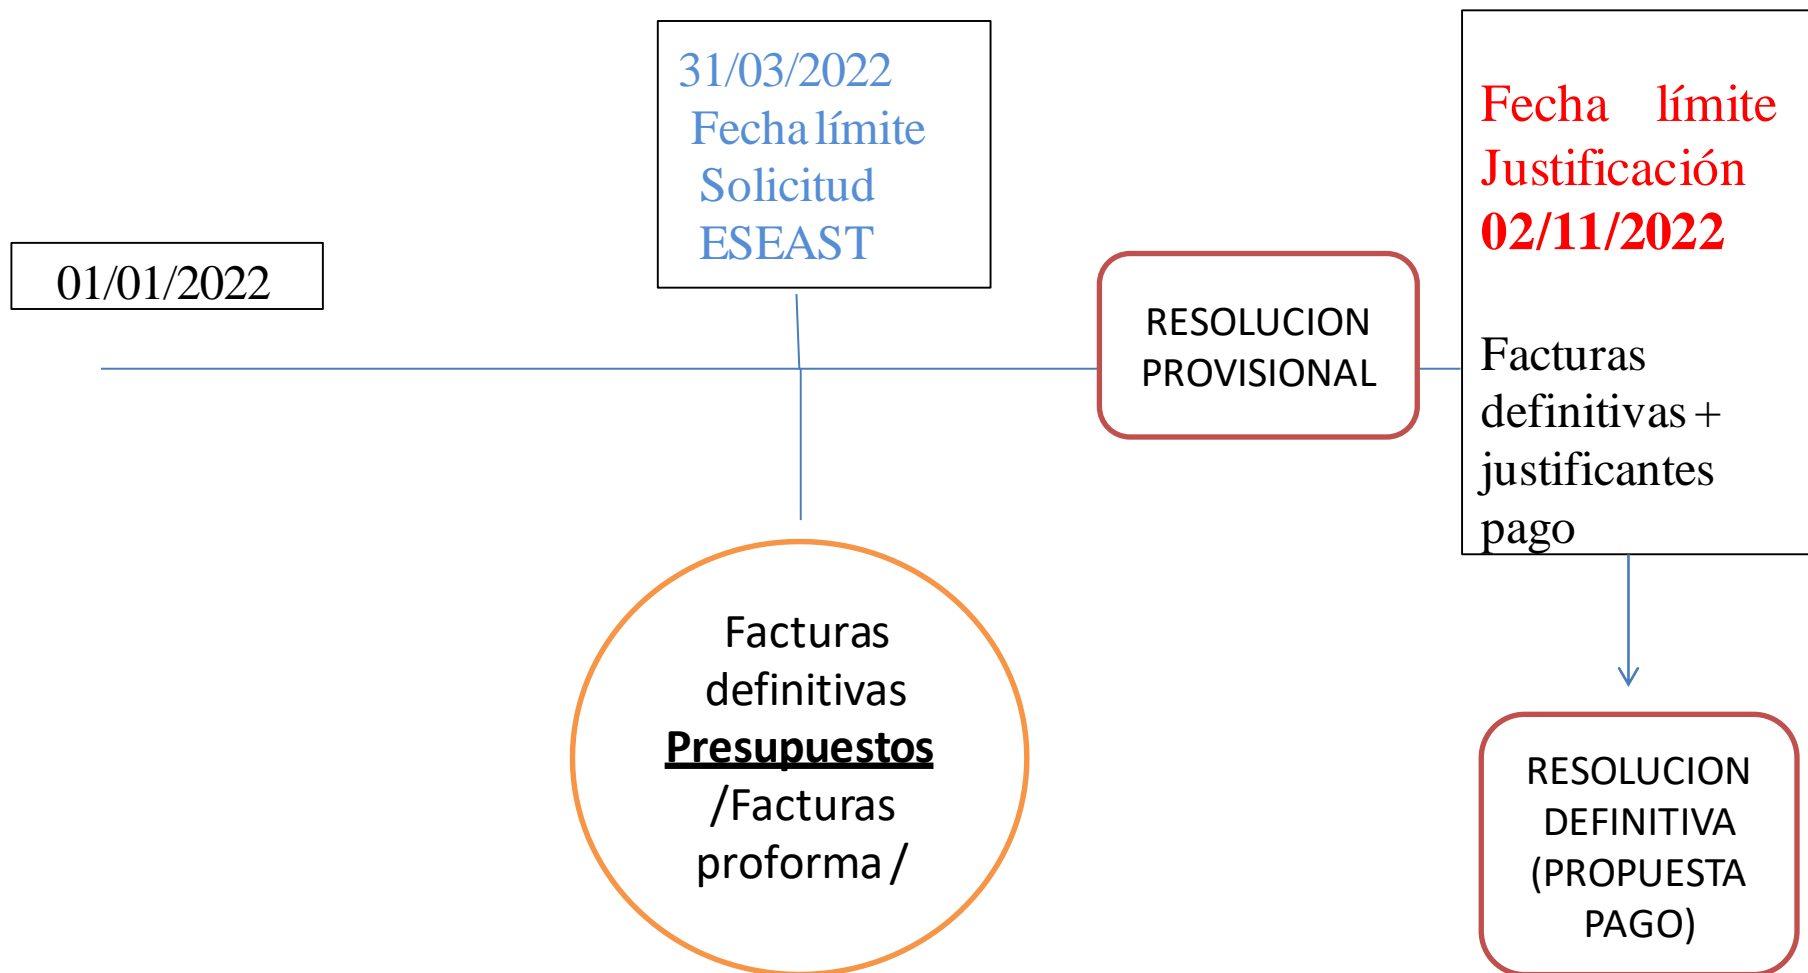 01/01/2022
31/03/2022
Fecha límite
Solicitud
ESEAST
RESOLUCION
PROVISIONAL
Fecha límite
Justificación
02/11/2022
Facturas
definitivas +
justificantes
pago
Facturas
definitivas
Presupuestos
/Facturas
proforma /
RESOLUCION
DEFINITIVA
(PROPUESTA
PAGO)